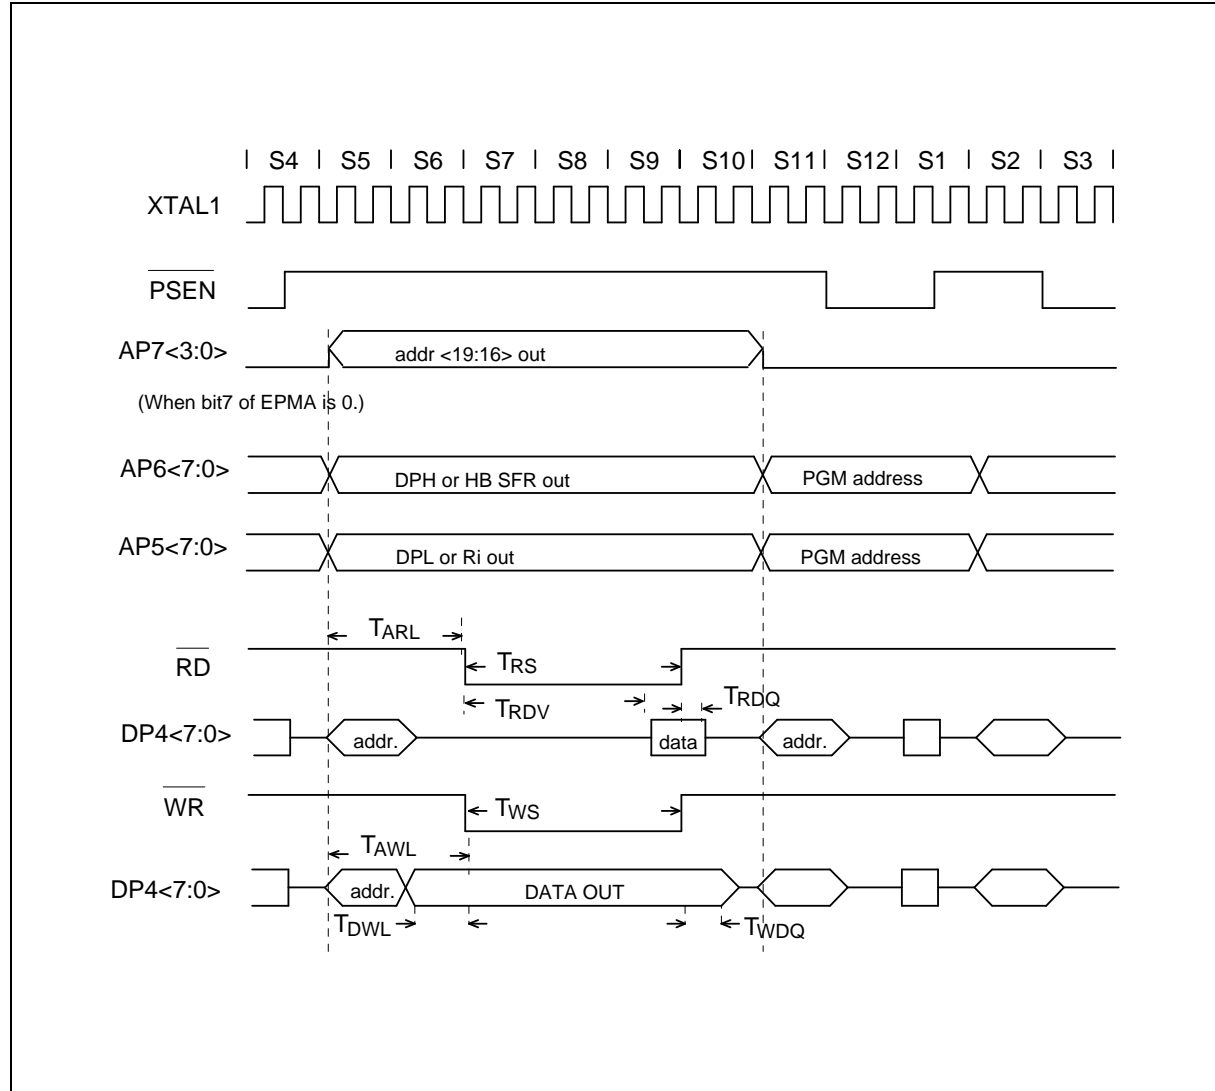 | S4 | S5 | S6 | S7 | S8 | S9 | S10 | S11 | S12 | S1 | S2 | S3 |
XTAL1
PSEN
AP7<3:0> addr <19:16> out
(When bit7 of EPMA is 0.)
AP6<7:0> DPH or HB SFR out PGM address
AP5<7:0> DPL or Ri out PGM address
TARL
RD TRS
TRDV TRDQ
DP4<7:0> addr. data addr.
WR TWS
TAWL
DP4<7:0> addr. DATA OUT
TDWL TWDQ